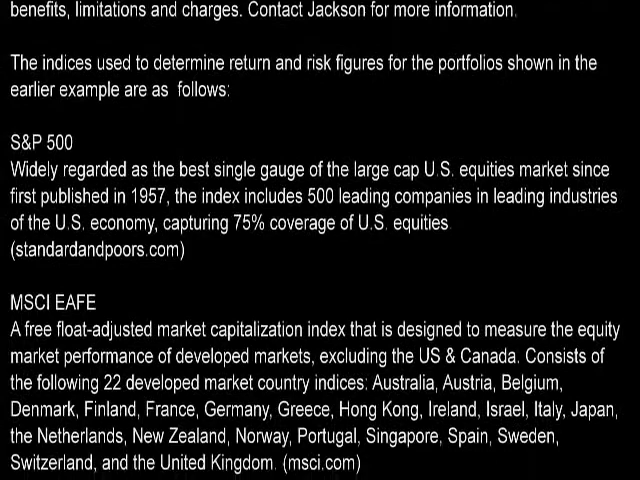 benefits, limitations and charges. Contact Jackson for more information.
The indices used to determine return and risk figures for the portfolios shown in the
earlier example are as follows:
S&P 500
Widely regarded as the best single gauge of the large cap U.S. equities market since
first published in 1957, the index includes 500 leading companies in leading industries
of the U.S. economy, capturing 75% coverage of U.S. equities.
(standardandpoors.com)
MSCI EAFE
A free float-adjusted market capitalization index that is designed to measure the equity
market performance of developed markets, excluding the US & Canada. Consists of
the following 22 developed market country indices: Australia, Austria, Belgium,
Denmark, Finland, France, Germany, Greece, Hong Kong, Ireland, Israel, Italy, Japan,
the Netherlands, New Zealand, Norway, Portugal, Singapore, Spain, Sweden,
Switzerland, and the United Kingdom. (msci.com)